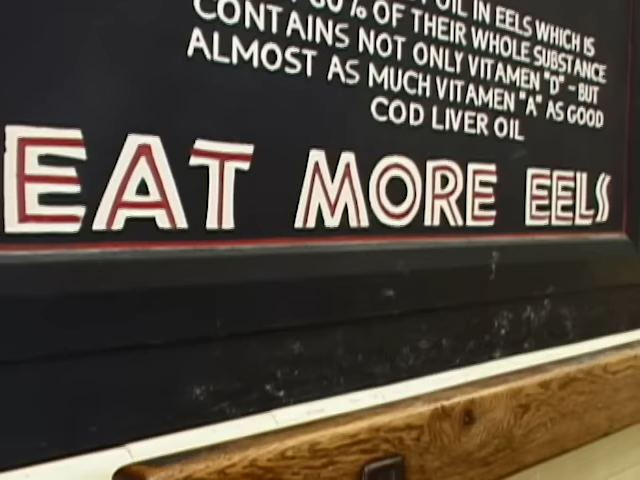 OIL IN EELS WHICH IS
60% OF THEIR WHOLE SUBSTANCE
CONTAINS NOT ONLY VITAMEN "D" - BUT
ALMOST AS MUCH VITAMEN "A" AS GOOD
COD LIVER OIL
EAT MORE EELS